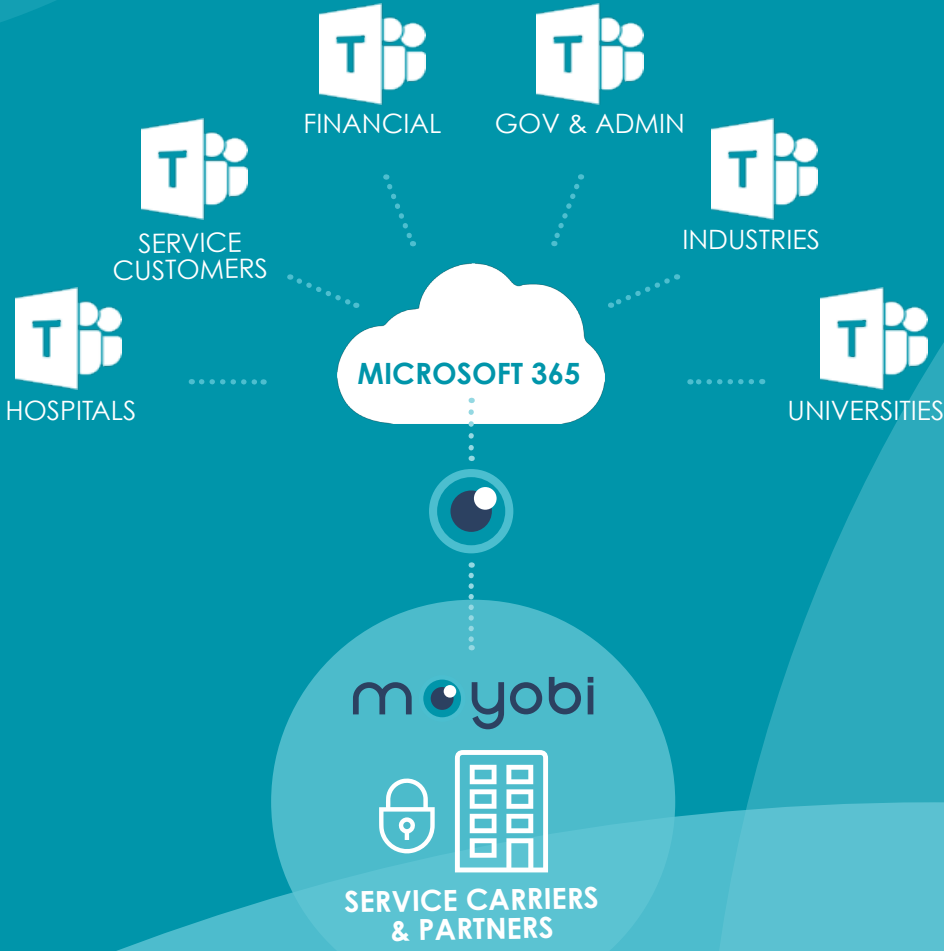 T
T
FINANCIAL
GOV & ADMIN
T
T
SERVICE
CUSTOMERS
INDUSTRIES
T
T
HOSPITALS
UNIVERSITIES
MICROSOFT 365
moyobi
SERVICE CARRIERS
& PARTNERS